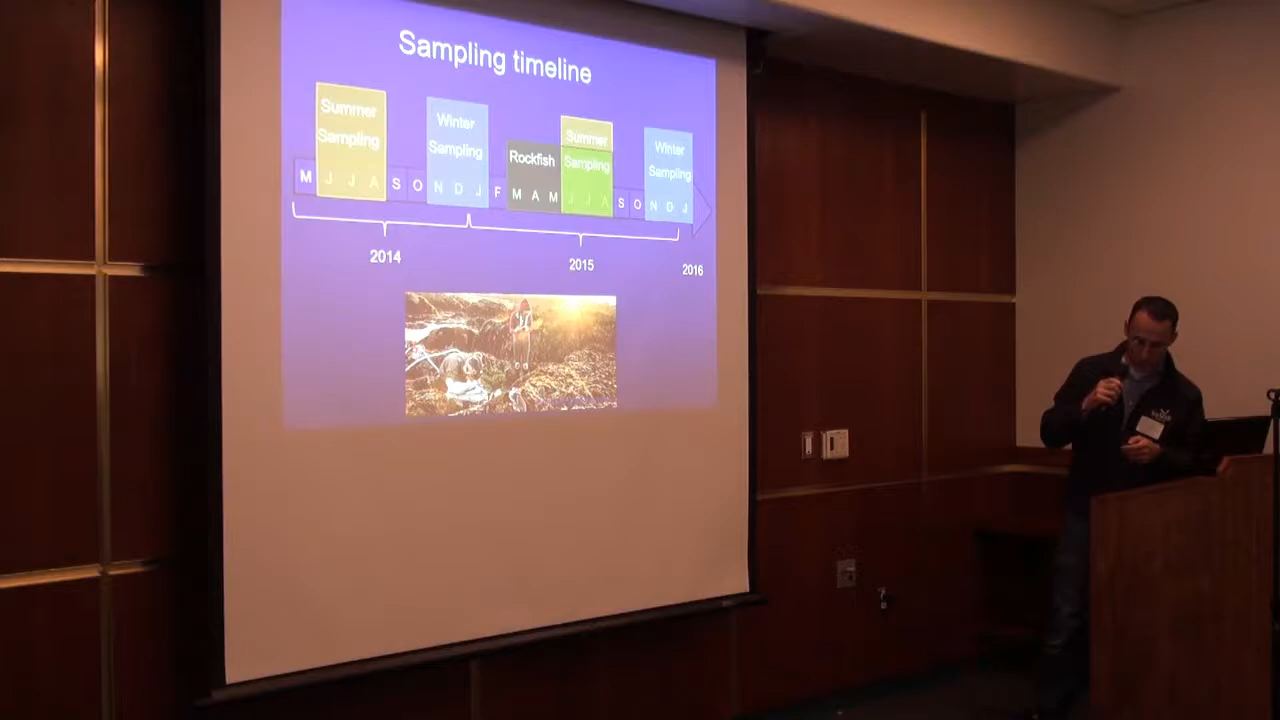 Sampling timeline
Summer
Sampling
Winter
Sampling
Rockfish
Summer
Sampling
Winter
Sampling
M J J A S O N D J F M A M J J A S O N D J
2014
2015
2016